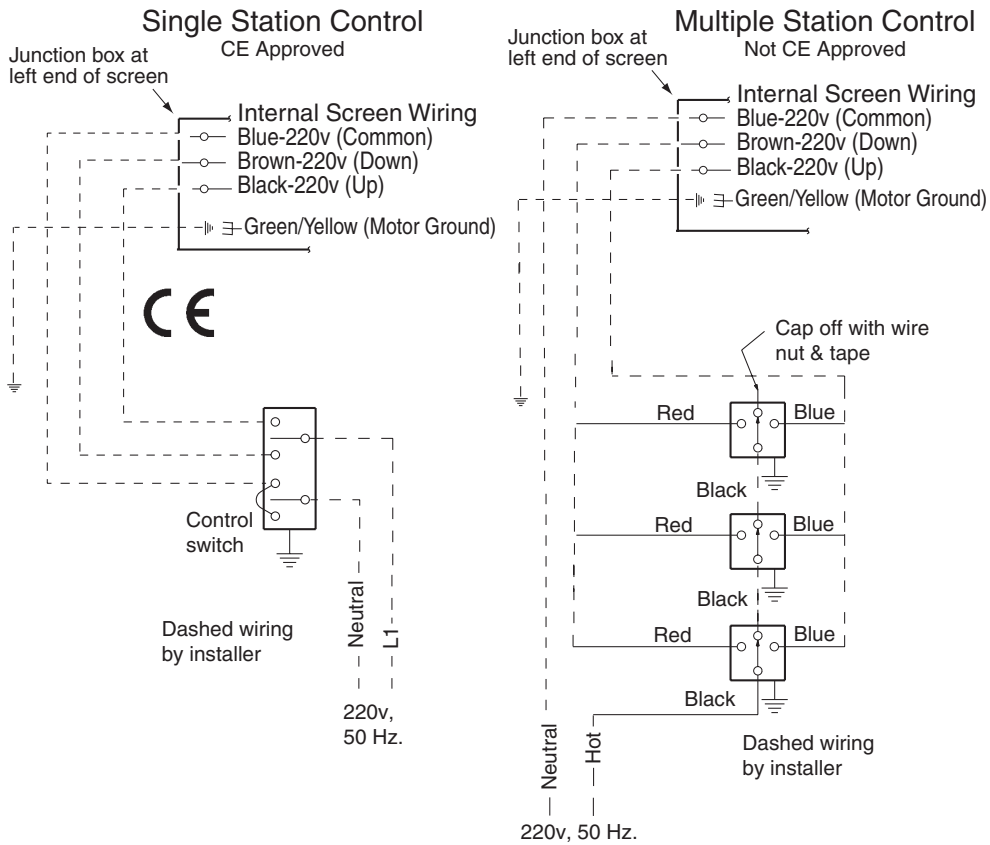 Single Station Control
CE Approved
Junction box at
left end of screen
Internal Screen Wiring
Blue-220v (Common)
Brown-220v (Down)
Black-220v (Up)
Green/Yellow (Motor Ground)
CE
Control
switch
Neutral
L1
Dashed wiring
by installer
220v,
50 Hz.
Multiple Station Control
Not CE Approved
Junction box at
left end of screen
Internal Screen Wiring
Blue-220v (Common)
Brown-220v (Down)
Black-220v (Up)
Green/Yellow (Motor Ground)
Cap off with wire
nut & tape
Red
Blue
Black
Red
Blue
Black
Red
Blue
Black
Neutral
Hot
Dashed wiring
by installer
220v, 50 Hz.